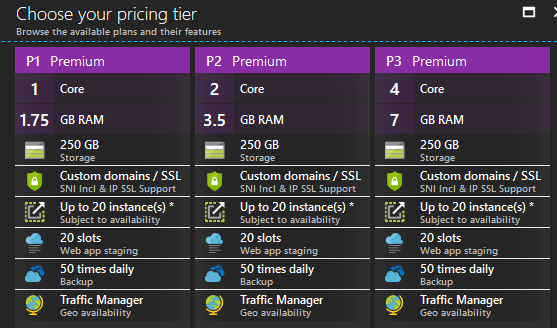 Choose your pricing tier
Browse the available plans and their features
P1 Premium
1 Core
1.75 GB RAM
250 GB
Storage
Custom domains / SSL
SNI Incl & IP SSL Support
Up to 20 instance(s) *
Subject to availability
20 slots
Web app staging
50 times daily
Backup
Traffic Manager
Geo availability
P2 Premium
2 Core
3.5 GB RAM
250 GB
Storage
Custom domains / SSL
SNI Incl & IP SSL Support
Up to 20 instance(s) *
Subject to availability
20 slots
Web app staging
50 times daily
Backup
Traffic Manager
Geo availability
P3 Premium
4 Core
7 GB RAM
250 GB
Storage
Custom domains / SSL
SNI Incl & IP SSL Support
Up to 20 instance(s) *
Subject to availability
20 slots
Web app staging
50 times daily
Backup
Traffic Manager
Geo availability